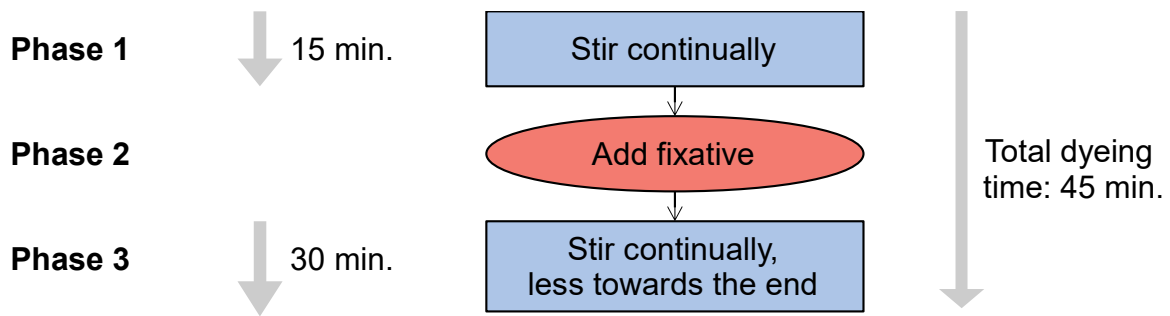 Phase 1
15 min.
Stir continually
Phase 2
Add fixative
Total dyeing
time: 45 min.
Phase 3
30 min.
Stir continually,
less towards the end